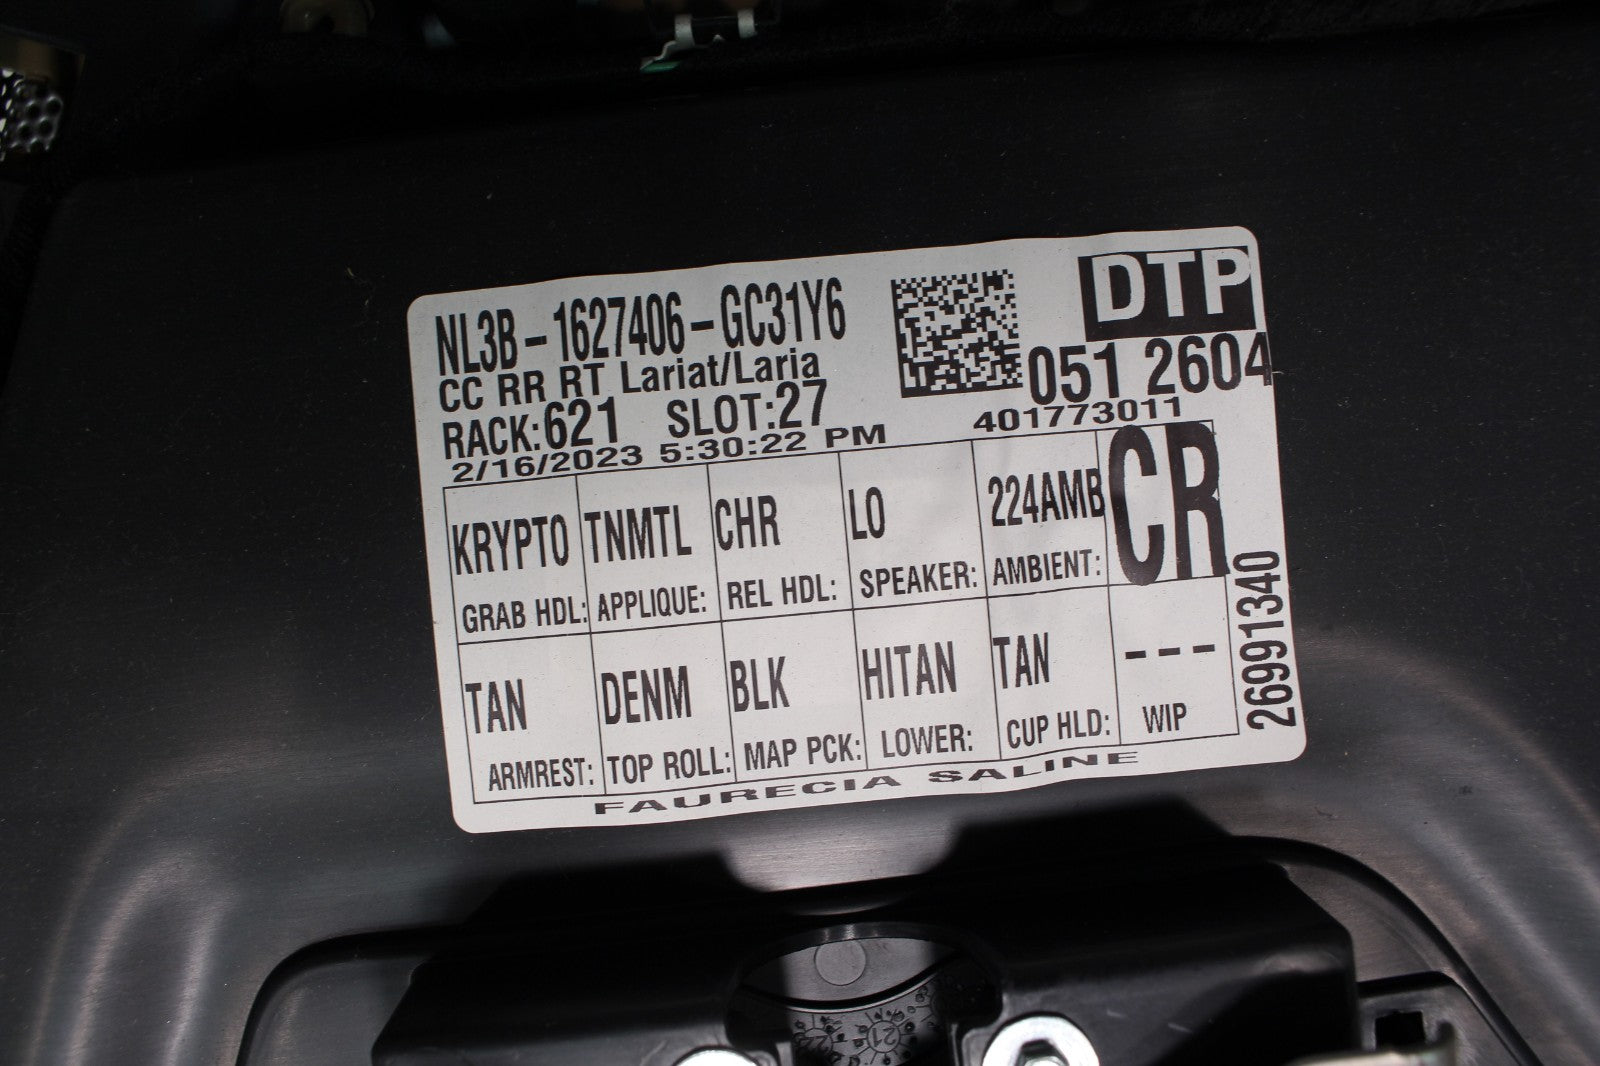 NL3B-1627406-GC31Y6
DTP
CC RR RT Lariat/Laria
051 2604
RACK:621 SLOT:27
401773011
2/16/2023 5:30:22 PM
KRYPTO TNMTL CHR LO 224AMB CR
GRAB HDL: APPLIQUE: REL HDL: SPEAKER: AMBIENT:
TAN DENM BLK HITAN TAN ---
ARMREST: TOP ROLL: MAP PCK: LOWER: CUP HLD: WIP
26991340
FAURECIA SALINE
22 21